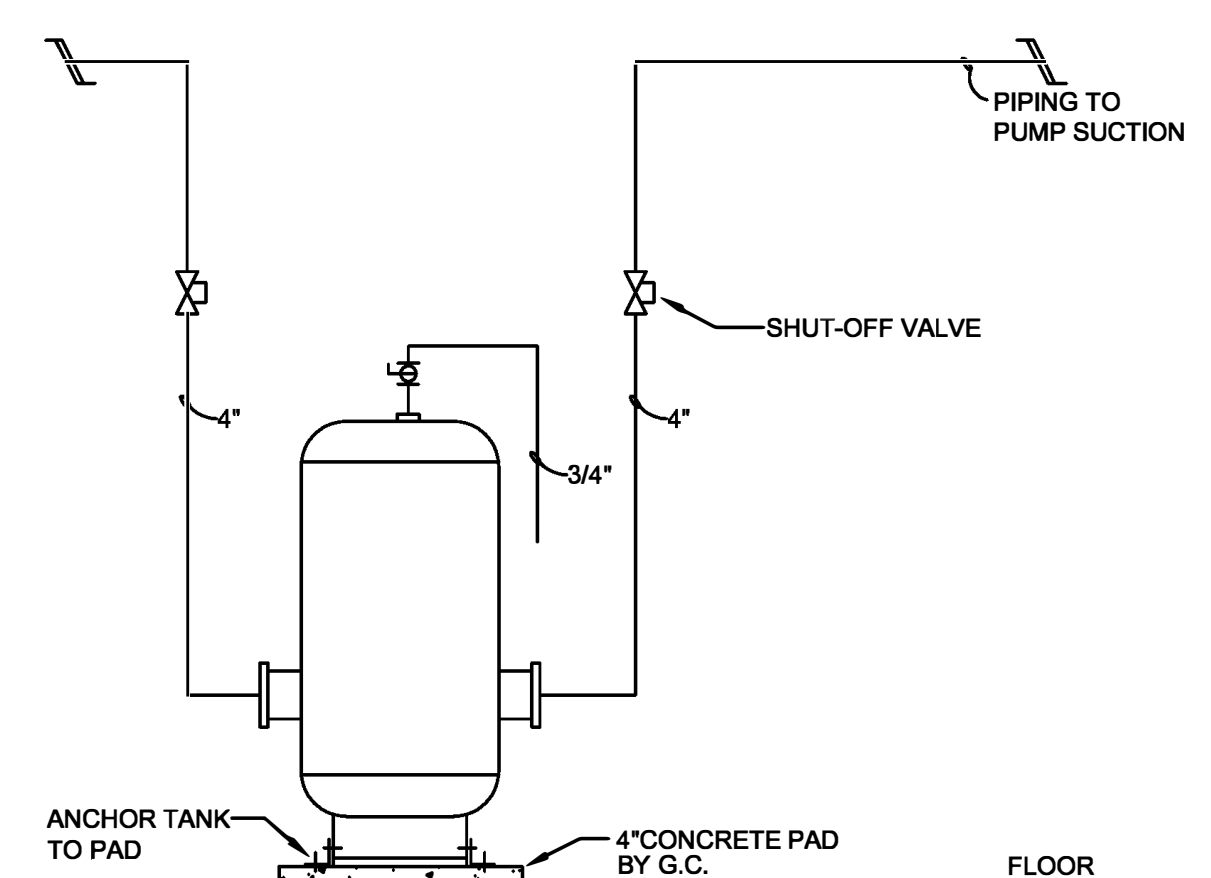 PIPING TO
PUMP SUCTION
SHUT-OFF VALVE
4"
4"
3/4"
ANCHOR TANK
TO PAD
4"CONCRETE PAD
BY G.C.
FLOOR